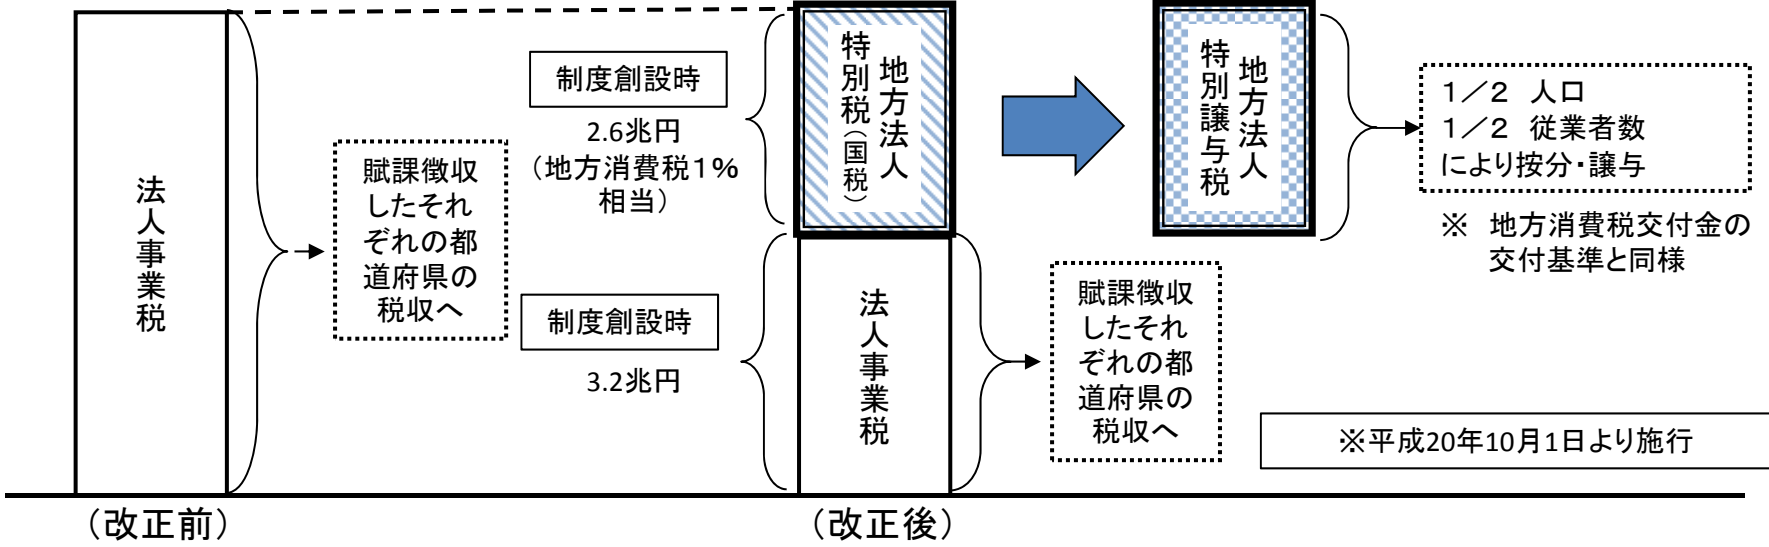 法人事業税
賦課徴収
したそれ
ぞれの都
道府県の
税収へ
制度創設時
2.6兆円
（地方消費税１％
相当）
制度創設時
3.2兆円
地方法人
特別税（国税）
法人事業税
賦課徴収
したそれ
ぞれの都
道府県の
税収へ
地方法人
特別譲与税
１／２　人口
１／２　従業者数
により按分・譲与
※　地方消費税交付金の
交付基準と同様
※平成20年10月1日より施行
（改正前）
（改正後）